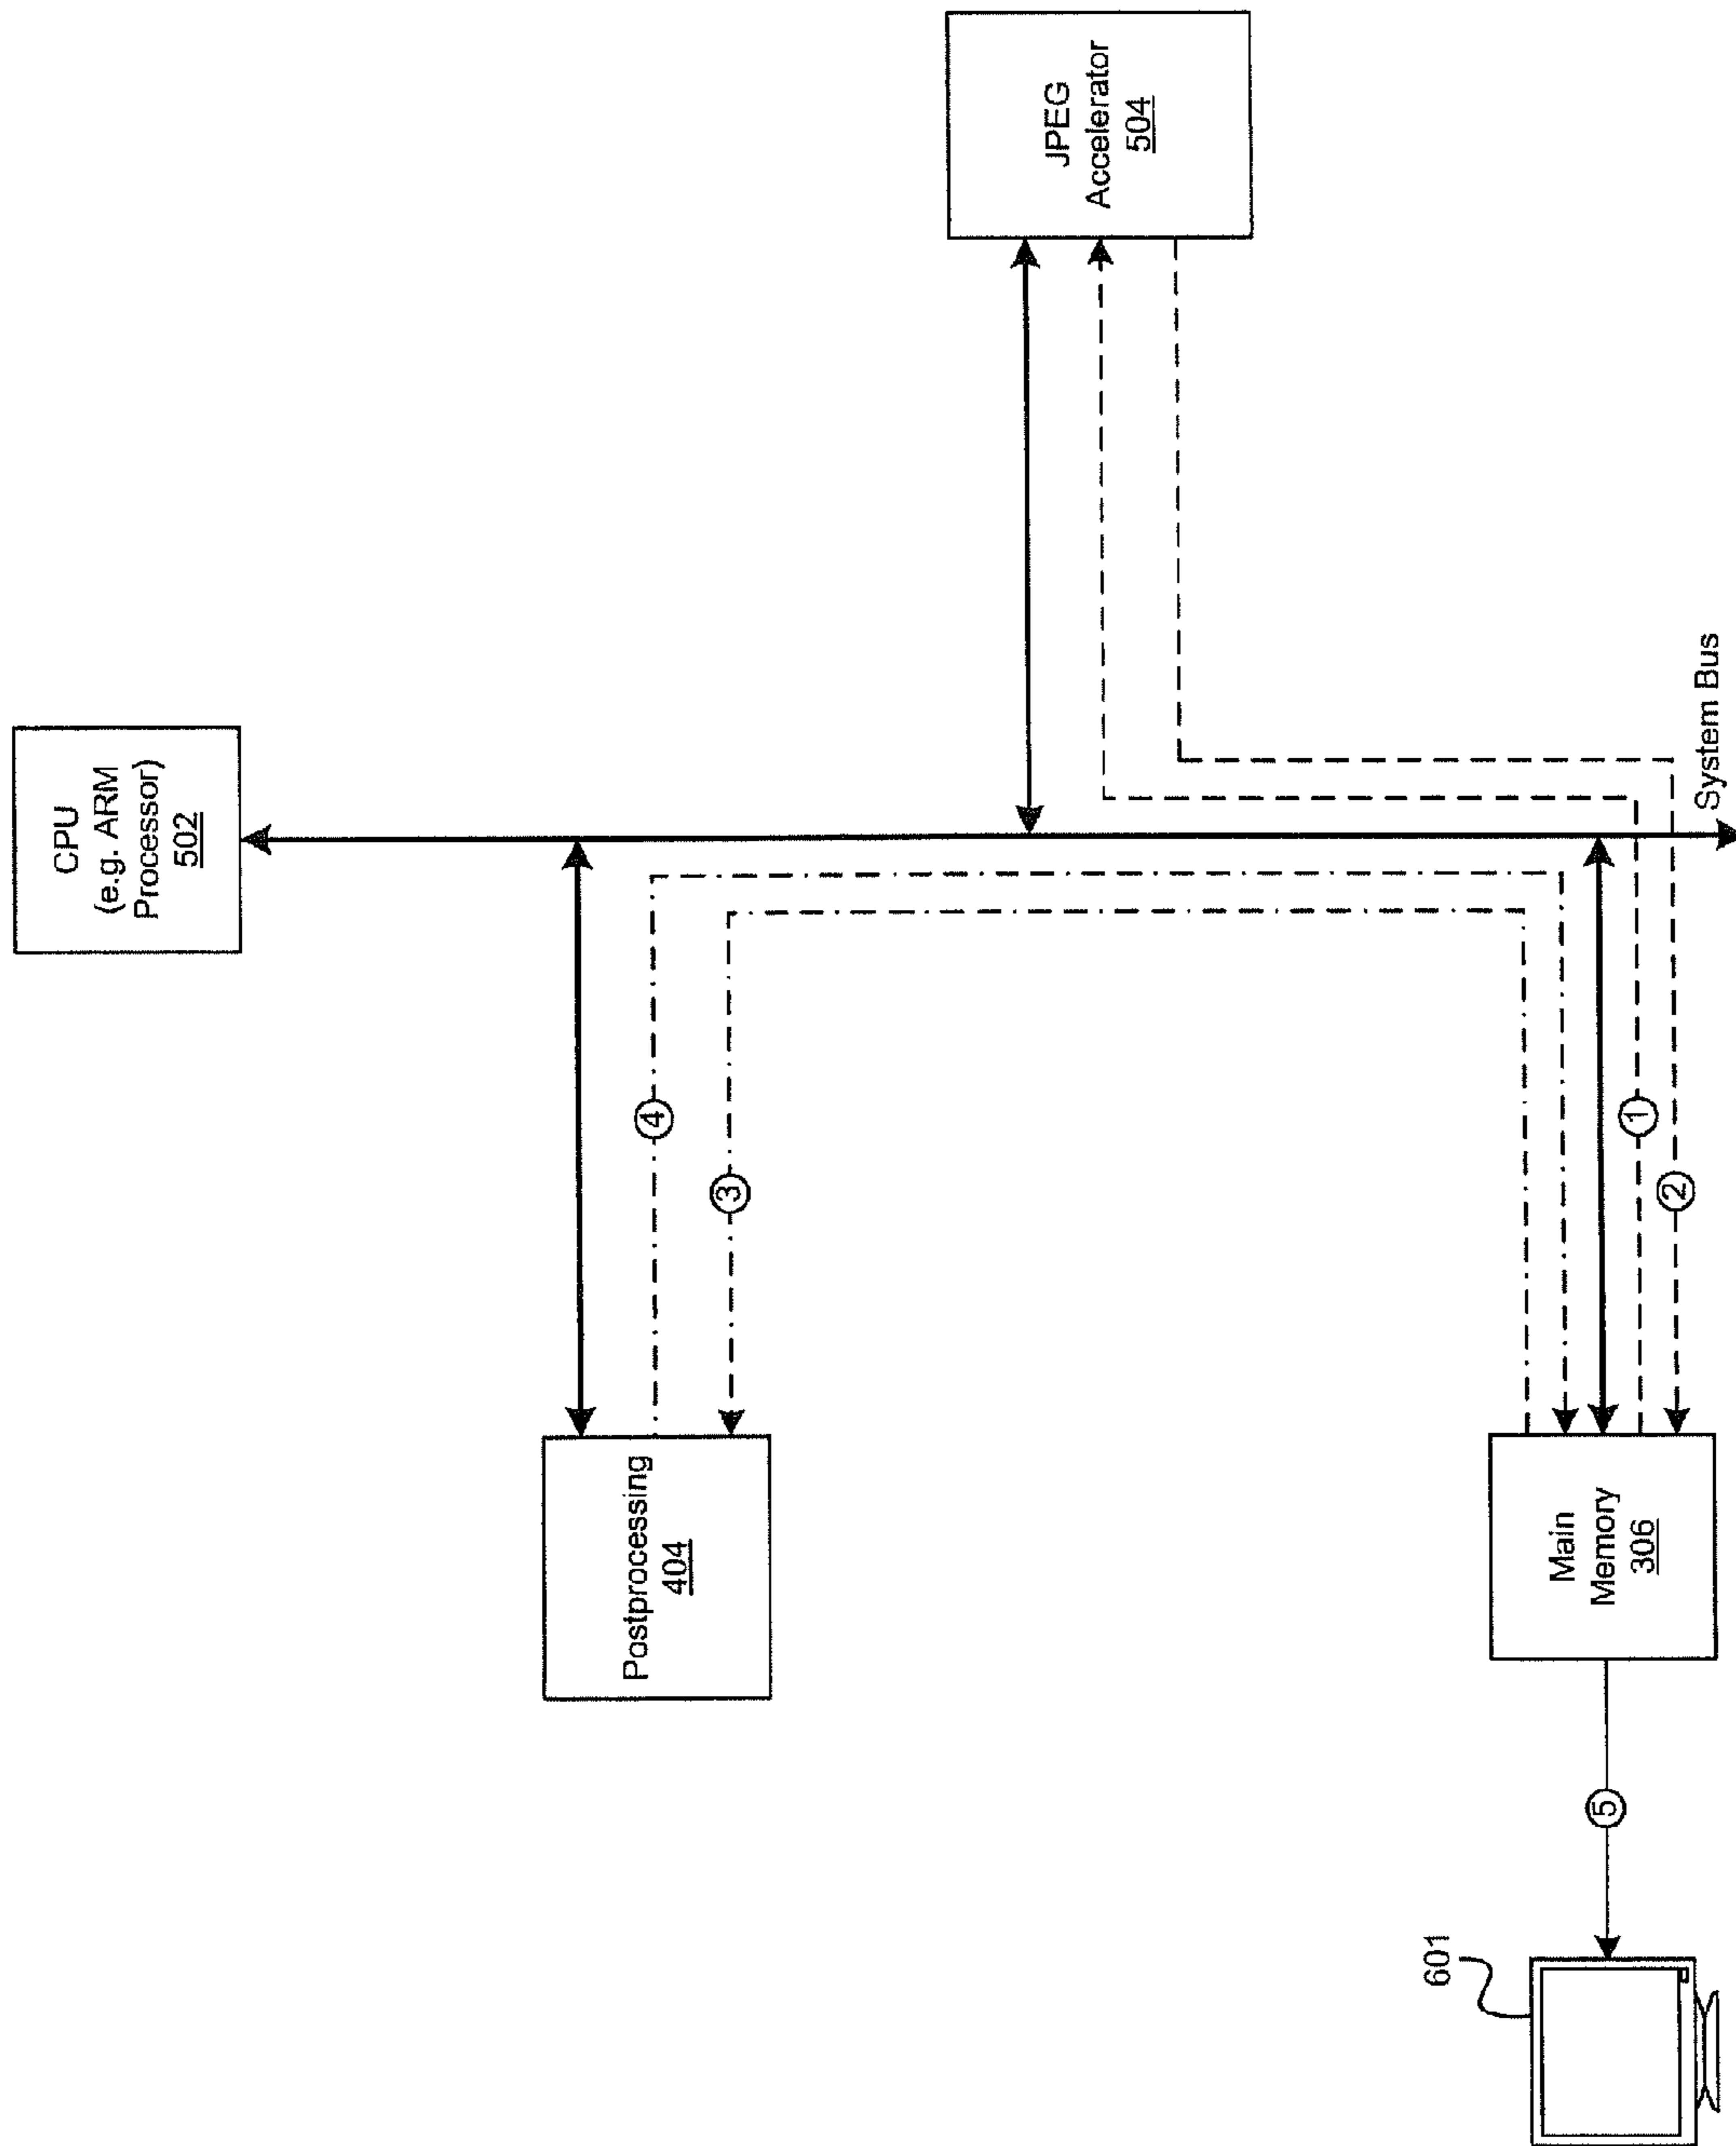 CPU
(e.g. ARM
Processor)
502
JPEG
Accelerator
504
Postprocessing
404
4
3
Main
Memory
306
1
2
5
601
System Bus